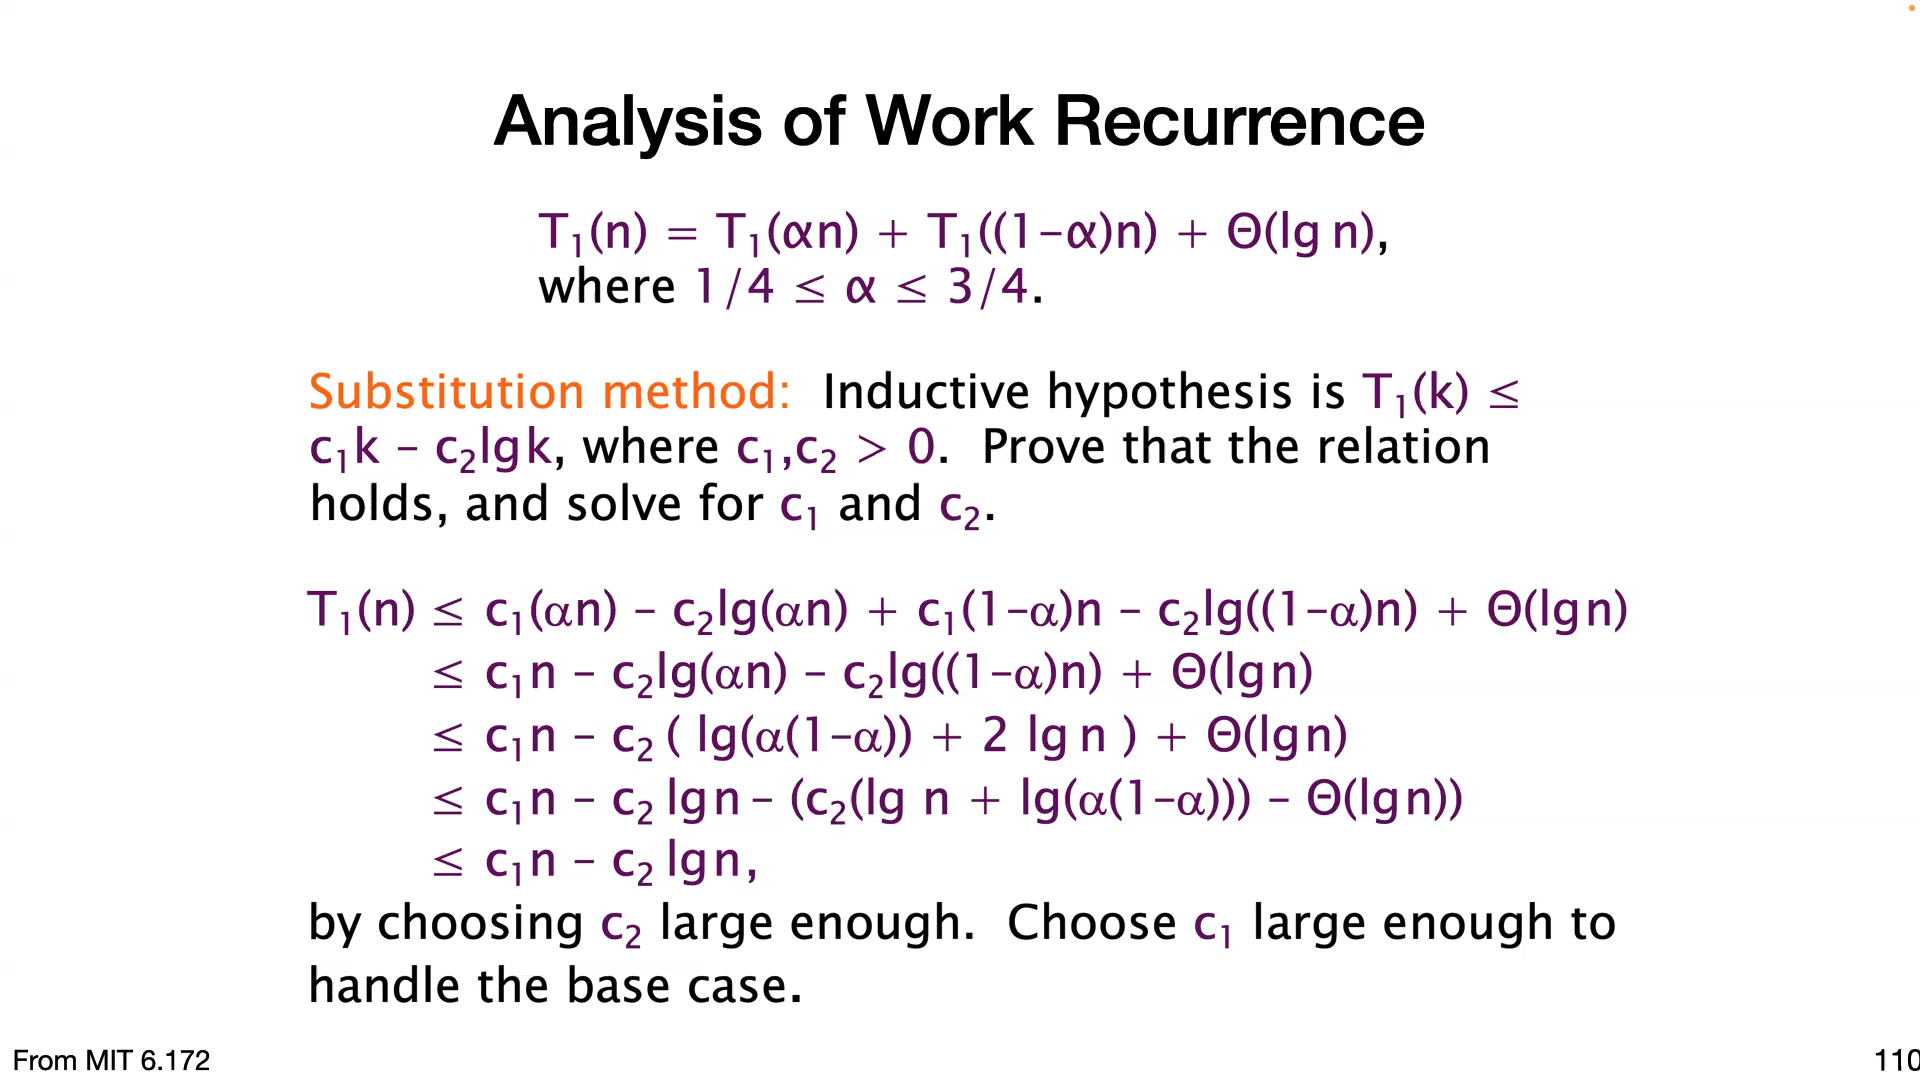 Analysis of Work Recurrence
T₁(n) = T₁(αn) + T₁((1–α)n) + Θ(lg n),
where 1/4 ≤ α ≤ 3/4.
Substitution method: Inductive hypothesis is T₁(k) ≤
c₁k – c₂lgk, where c₁,c₂ > 0. Prove that the relation
holds, and solve for c₁ and c₂.
T₁(n) ≤ c₁(αn) – c₂lg(αn) + c₁(1–α)n – c₂lg((1–α)n) + Θ(lgn)
≤ c₁n – c₂lg(αn) – c₂lg((1–α)n) + Θ(lgn)
≤ c₁n – c₂ ( lg(α(1–α)) + 2 lg n ) + Θ(lgn)
≤ c₁n – c₂ lgn – (c₂(lg n + lg(α(1–α))) – Θ(lgn))
≤ c₁n – c₂ lgn,
by choosing c₂ large enough. Choose c₁ large enough to
handle the base case.
From MIT 6.172
110